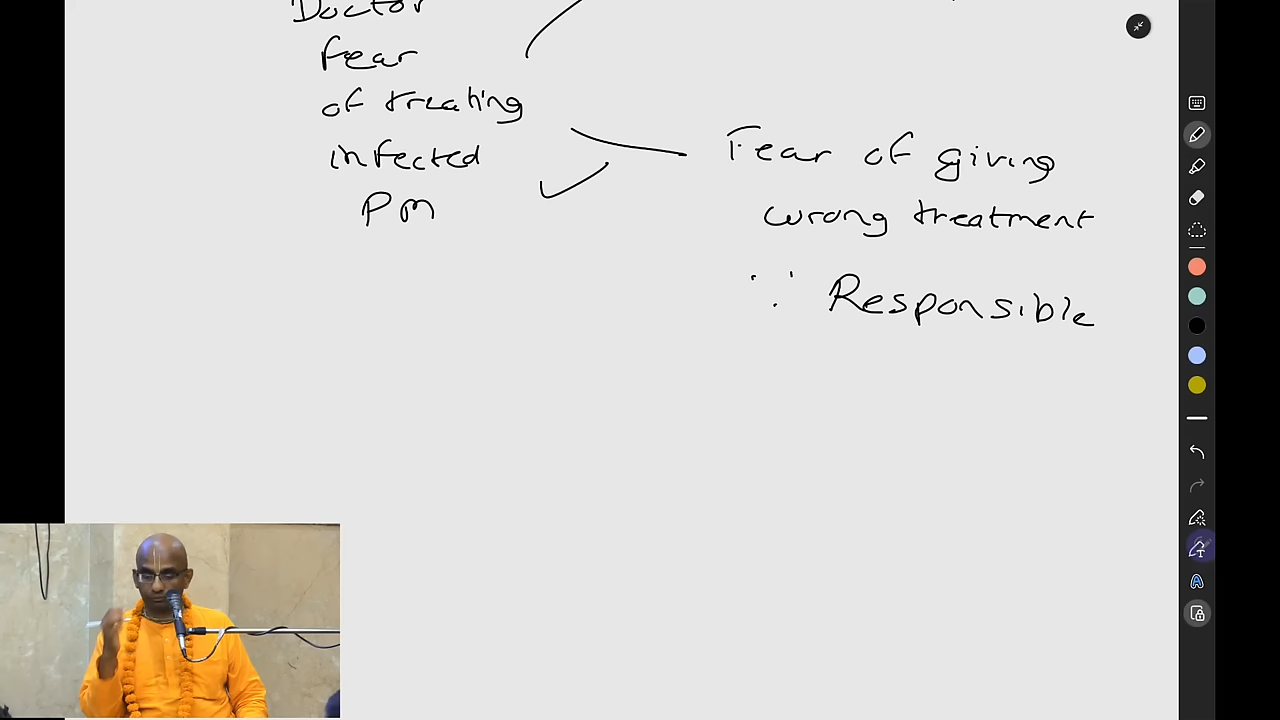 Doctor
fear
of treating
infected
PM
Fear of giving
wrong treatment
∵ Responsible